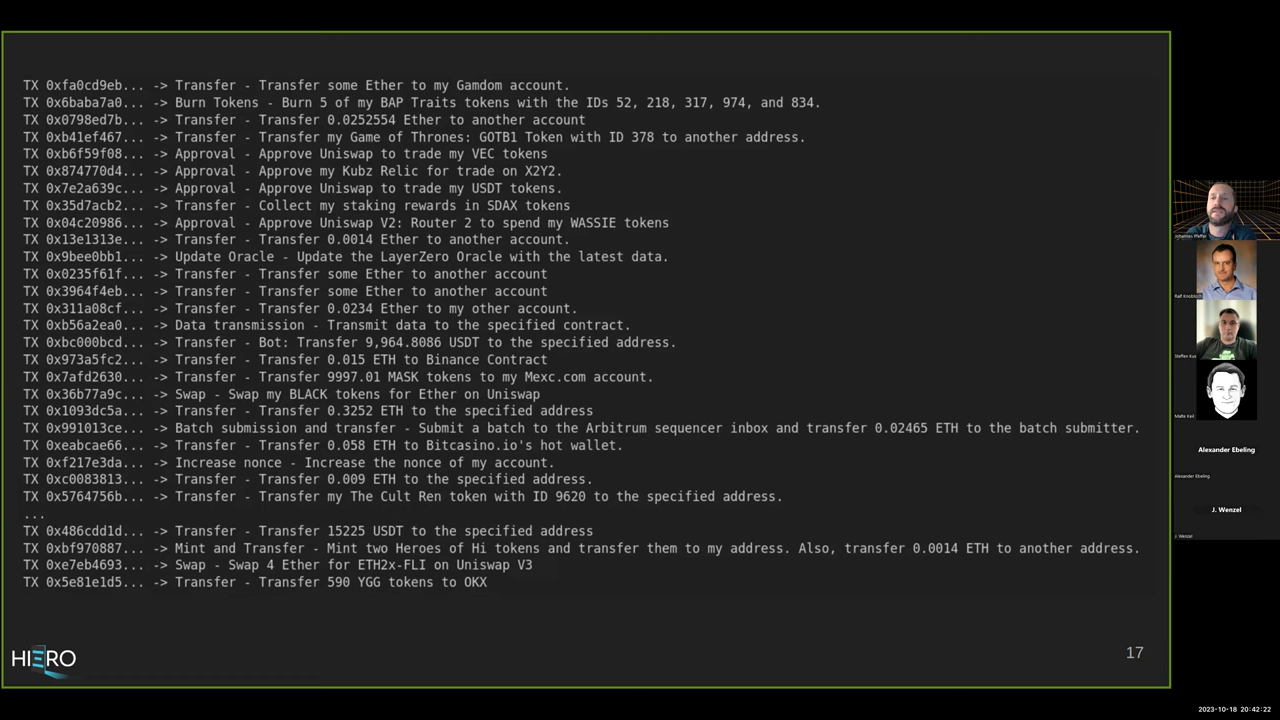 TX 0xfa0cd9eb... -> Transfer - Transfer some Ether to my Gamdom account.
TX 0x6baba7a0... -> Burn Tokens - Burn 5 of my BAP Traits tokens with the IDs 52, 218, 317, 974, and 834.
TX 0x0798ed7b... -> Transfer - Transfer 0.0252554 Ether to another account
TX 0xb41ef467... -> Transfer - Transfer my Game of Thrones: GOTB1 Token with ID 378 to another address.
TX 0xb6f59f08... -> Approval - Approve Uniswap to trade my VEC tokens
TX 0x874770d4... -> Approval - Approve my Kubz Relic for trade on X2Y2.
TX 0x7e2a639c... -> Approval - Approve Uniswap to trade my USDT tokens.
TX 0x35d7acb2... -> Transfer - Collect my staking rewards in SDAX tokens
TX 0x04c20986... -> Approval - Approve Uniswap V2: Router 2 to spend my WASSIE tokens
TX 0x13e1313e... -> Transfer - Transfer 0.0014 Ether to another account.
TX 0x9bee0bb1... -> Update Oracle - Update the LayerZero Oracle with the latest data.
TX 0x0235f61f... -> Transfer - Transfer some Ether to another account
TX 0x3964f4eb... -> Transfer - Transfer some Ether to another account
TX 0x311a08cf... -> Transfer - Transfer 0.0234 Ether to my other account.
TX 0xb56a2ea0... -> Data transmission - Transmit data to the specified contract.
TX 0xbc000bcd... -> Transfer - Bot: Transfer 9,964.8086 USDT to the specified address.
TX 0x973a5fc2... -> Transfer - Transfer 0.015 ETH to Binance Contract
TX 0x7afd2630... -> Transfer - Transfer 9997.01 MASK tokens to my Mexc.com account.
TX 0x36b77a9c... -> Swap - Swap my BLACK tokens for Ether on Uniswap
TX 0x1093dc5a... -> Transfer - Transfer 0.3252 ETH to the specified address
TX 0x991013ce... -> Batch submission and transfer - Submit a batch to the Arbitrum sequencer inbox and transfer 0.02465 ETH to the batch submitter.
TX 0xeabcae66... -> Transfer - Transfer 0.058 ETH to Bitcasino.io's hot wallet.
TX 0xf217e3da... -> Increase nonce - Increase the nonce of my account.
TX 0xc0083813... -> Transfer - Transfer 0.009 ETH to the specified address.
TX 0x5764756b... -> Transfer - Transfer my The Cult Ren token with ID 9620 to the specified address.
...
TX 0x486cdd1d... -> Transfer - Transfer 15225 USDT to the specified address
TX 0xbf970887... -> Mint and Transfer - Mint two Heroes of Hi tokens and transfer them to my address. Also, transfer 0.0014 ETH to another address.
TX 0xe7eb4693... -> Swap - Swap 4 Ether for ETH2x-FLI on Uniswap V3
TX 0x5e81e1d5... -> Transfer - Transfer 590 YGG tokens to OKX
HIERO
17
Johannes Pfeffer
Ralf Knobloch
Steffen
Malte
Alexander Ebeling
Alexander Ebeling
J. Wenzel
J. Wenzel
2023-10-18 20:42:22